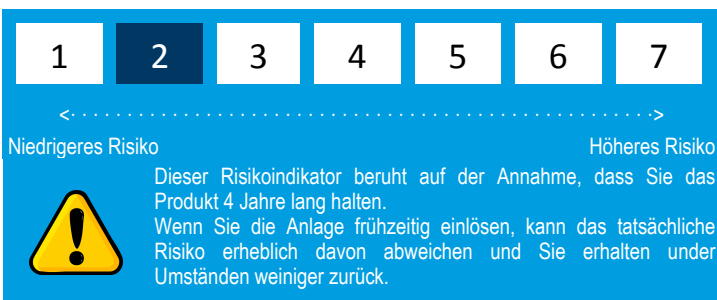 1 2 3 4 5 6 7
<· · · · · · · · · · · · · · · · · · · · · · · · · · · · · · · · · · · · · · · · · · · · · · · · · · · ·>
Niedrigeres Risiko Höheres Risiko
Dieser Risikoindikator beruht auf der Annahme, dass Sie das
Produkt 4 Jahre lang halten.
Wenn Sie die Anlage frühzeitig einlösen, kann das tatsächliche
Risiko erheblich davon abweichen und Sie erhalten under
Umständen weiniger zurück.
!